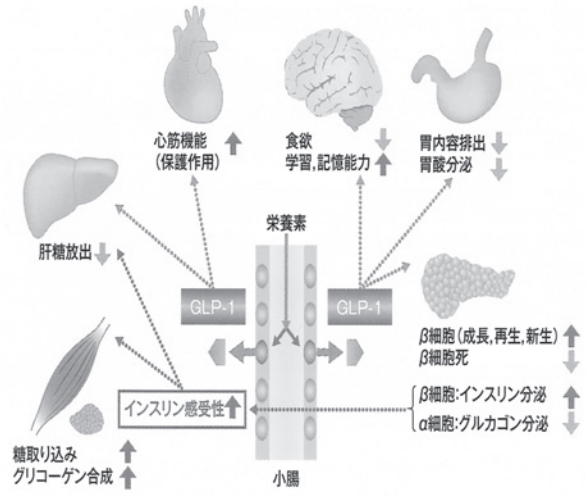 心筋機能 ↑
（保護作用）
食欲 ↓
学習,記憶能力 ↑
胃内容排出 ↓
胃酸分泌 ↓
肝糖放出 ↓
栄養素
GLP-1
GLP-1
β細胞（成長,再生,新生） ↑
β細胞死 ↓
β細胞:インスリン分泌 ↑
α細胞:グルカゴン分泌 ↓
インスリン感受性 ↑
糖取り込み ↑
グリコーゲン合成 ↑
小腸